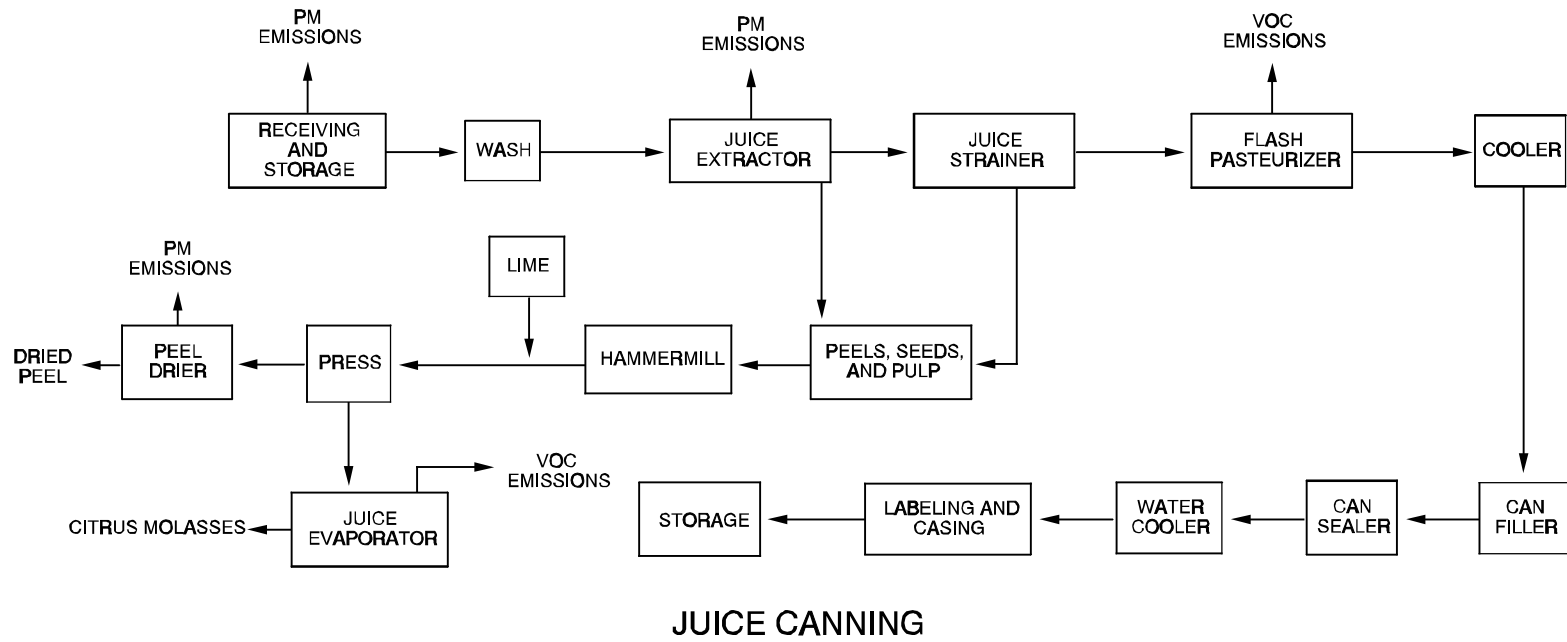 PM
EMISSIONS
PM
EMISSIONS
VOC
EMISSIONS
RECEIVING
AND
STORAGE
WASH
JUICE
EXTRACTOR
JUICE
STRAINER
FLASH
PASTEURIZER
COOLER
PM
EMISSIONS
LIME
DRIED
PEEL
PEEL
DRIER
PRESS
HAMMERMILL
PEELS, SEEDS,
AND PULP
VOC
EMISSIONS
CITRUS MOLASSES
JUICE
EVAPORATOR
STORAGE
LABELING AND
CASING
WATER
COOLER
CAN
SEALER
CAN
FILLER
JUICE CANNING